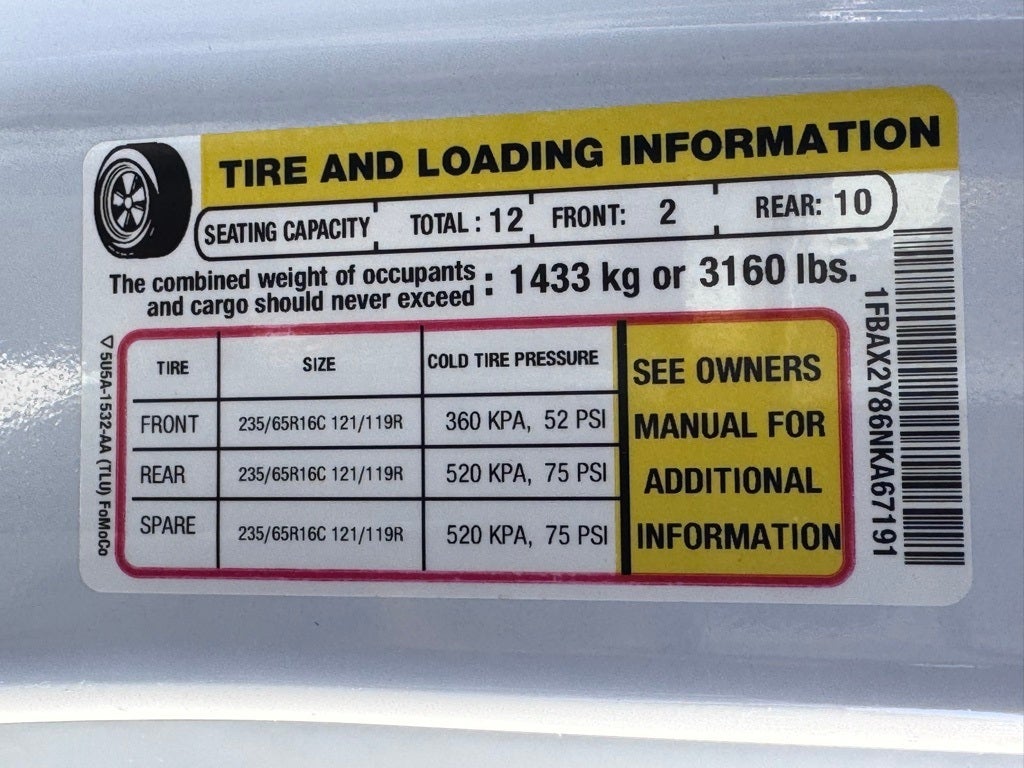 TIRE AND LOADING INFORMATION
SEATING CAPACITY TOTAL : 12 FRONT: 2 REAR: 10
The combined weight of occupants
and cargo should never exceed : 1433 kg or 3160 lbs.
TIRE SIZE COLD TIRE PRESSURE
FRONT 235/65R16C 121/119R 360 KPA, 52 PSI
REAR 235/65R16C 121/119R 520 KPA, 75 PSI
SPARE 235/65R16C 121/119R 520 KPA, 75 PSI
SEE OWNERS
MANUAL FOR
ADDITIONAL
INFORMATION
1FBAX2Y86NKA67191
5U5A-1532-AA (TLU) FoMoCo